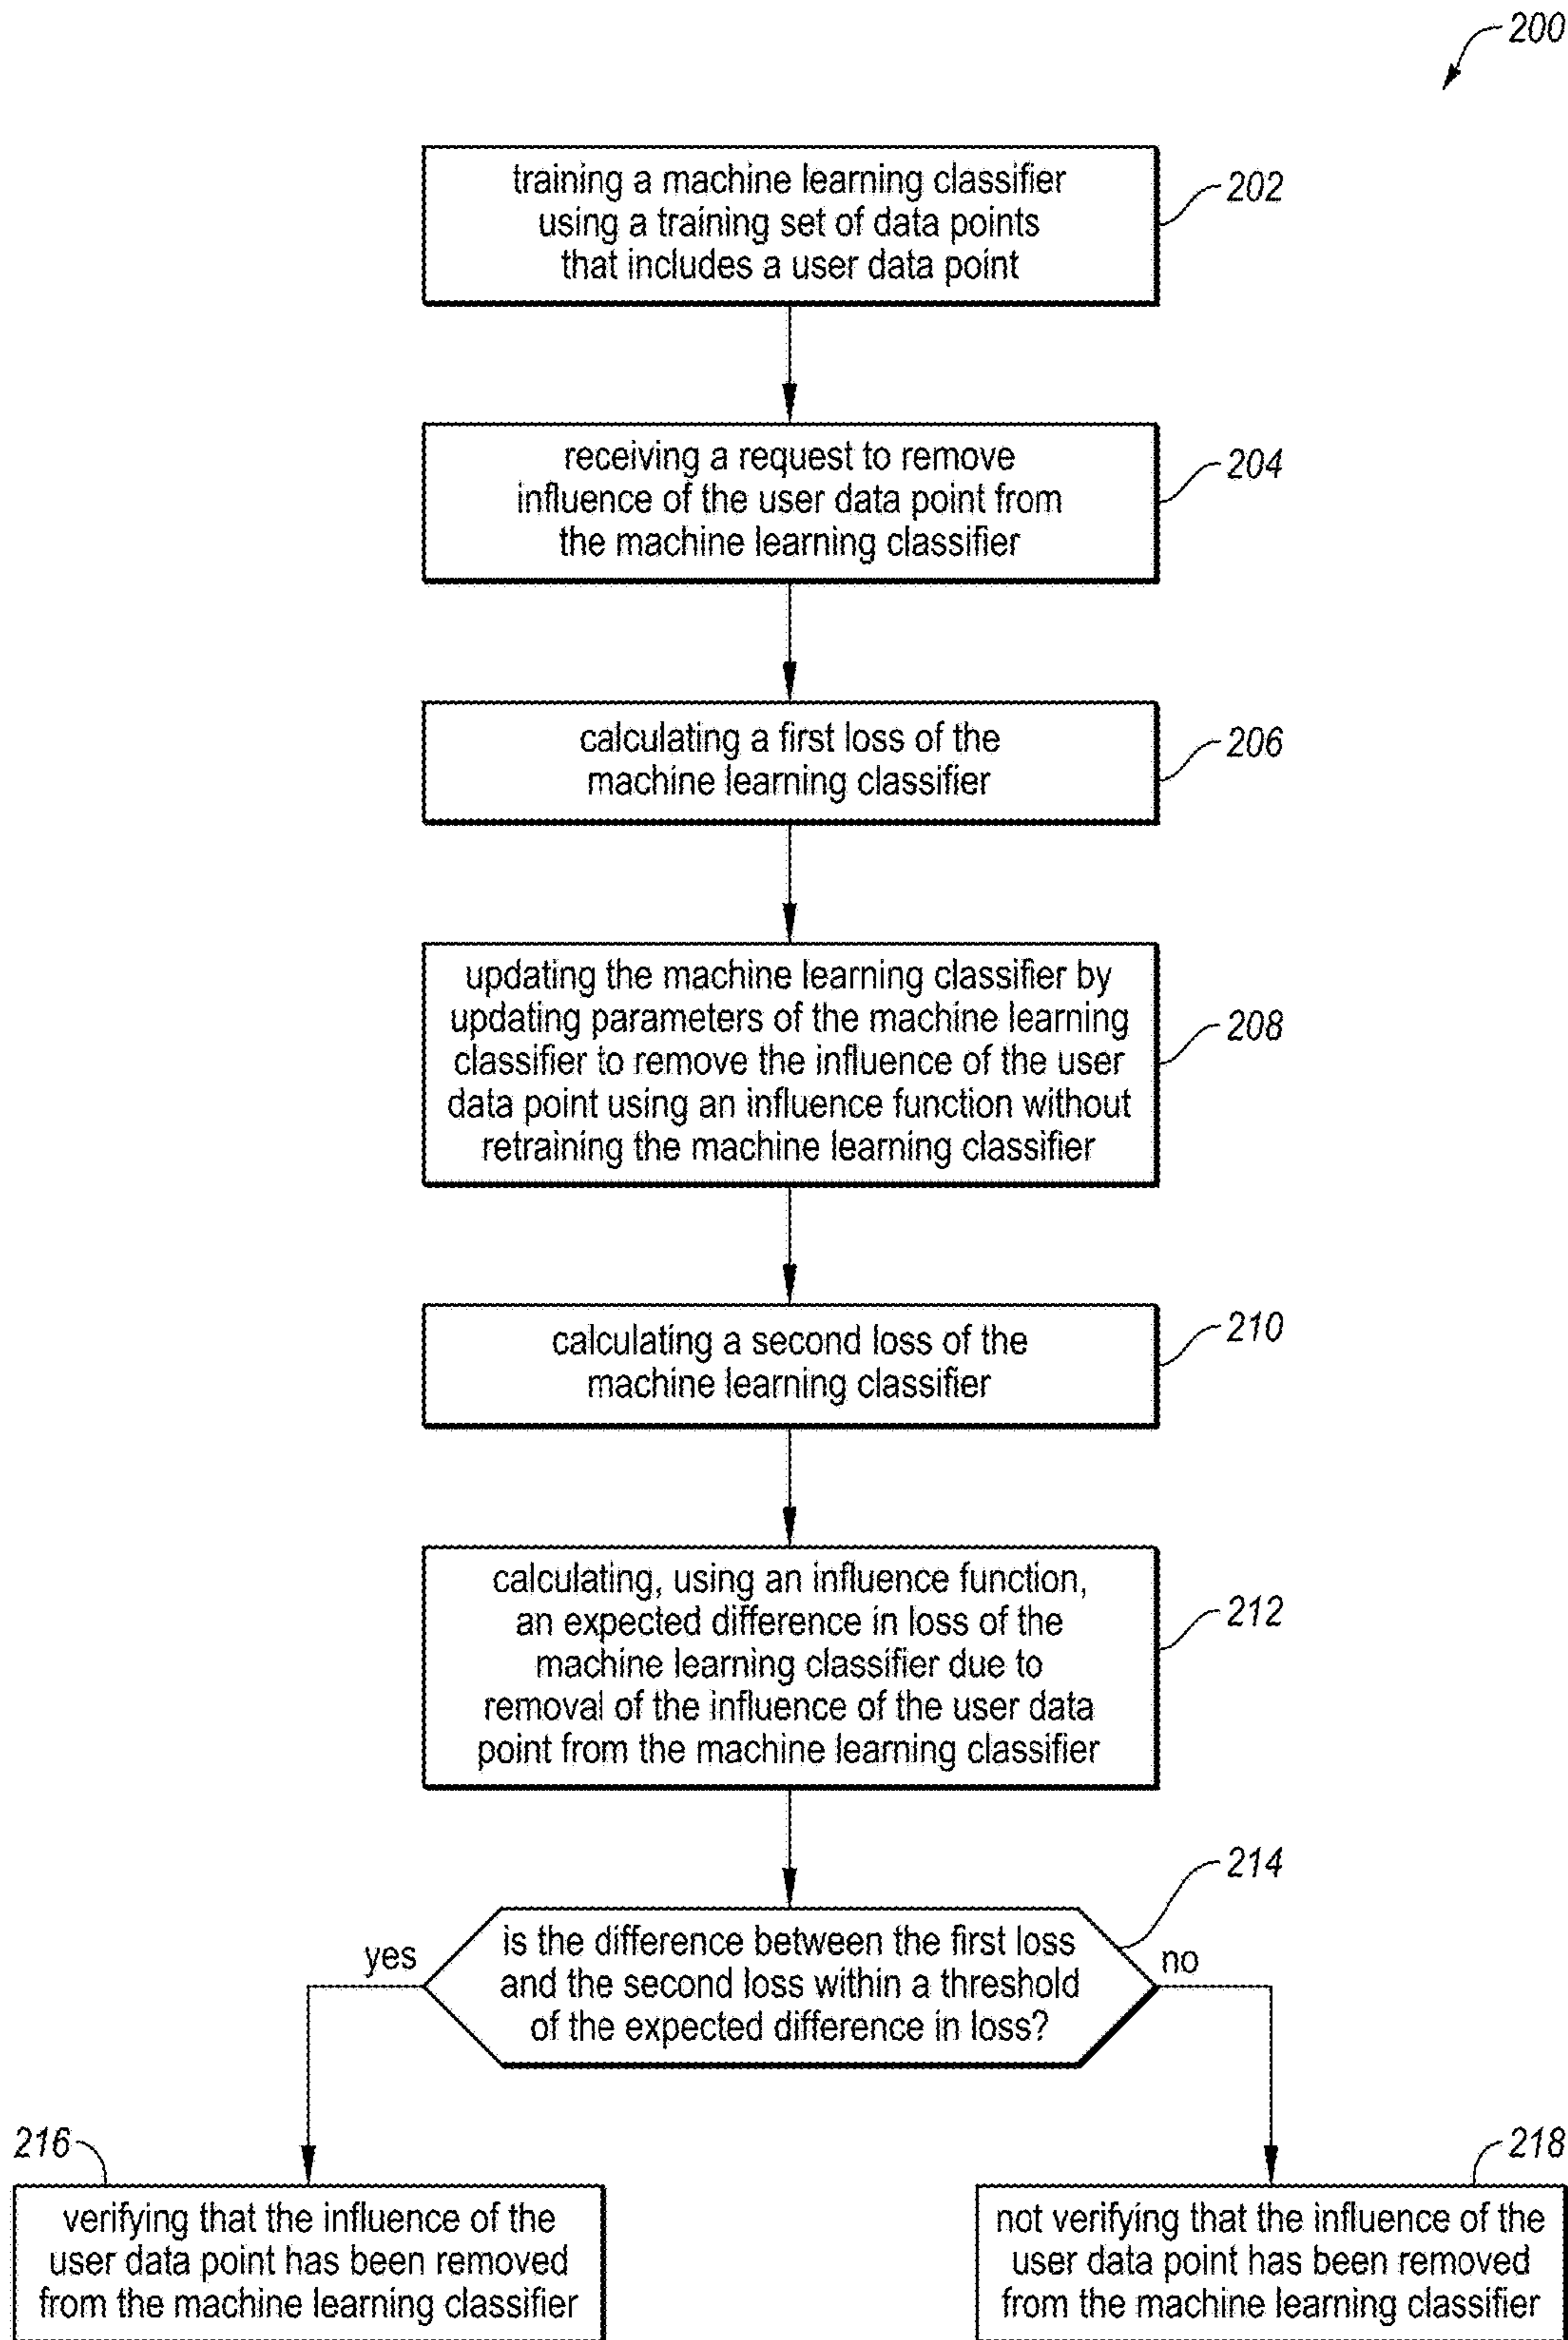 200
training a machine learning classifier
using a training set of data points
that includes a user data point
202
receiving a request to remove
influence of the user data point from
the machine learning classifier
204
calculating a first loss of the
machine learning classifier
206
updating the machine learning classifier by
updating parameters of the machine learning
classifier to remove the influence of the user
data point using an influence function without
retraining the machine learning classifier
208
calculating a second loss of the
machine learning classifier
210
calculating, using an influence function,
an expected difference in loss of the
machine learning classifier due to
removal of the influence of the user data
point from the machine learning classifier
212
214
is the difference between the first loss
and the second loss within a threshold
of the expected difference in loss?
yes
no
216
verifying that the influence of the
user data point has been removed
from the machine learning classifier
218
not verifying that the influence of the
user data point has been removed
from the machine learning classifier